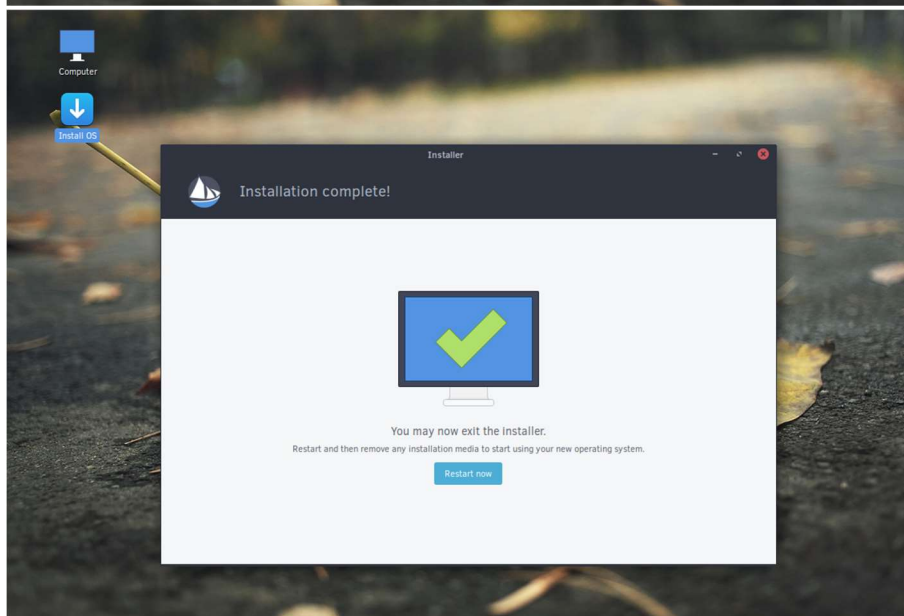 Computer
Install OS
Installer
Installation complete!
You may now exit the installer.
Restart and then remove any installation media to start using your new operating system.
Restart now